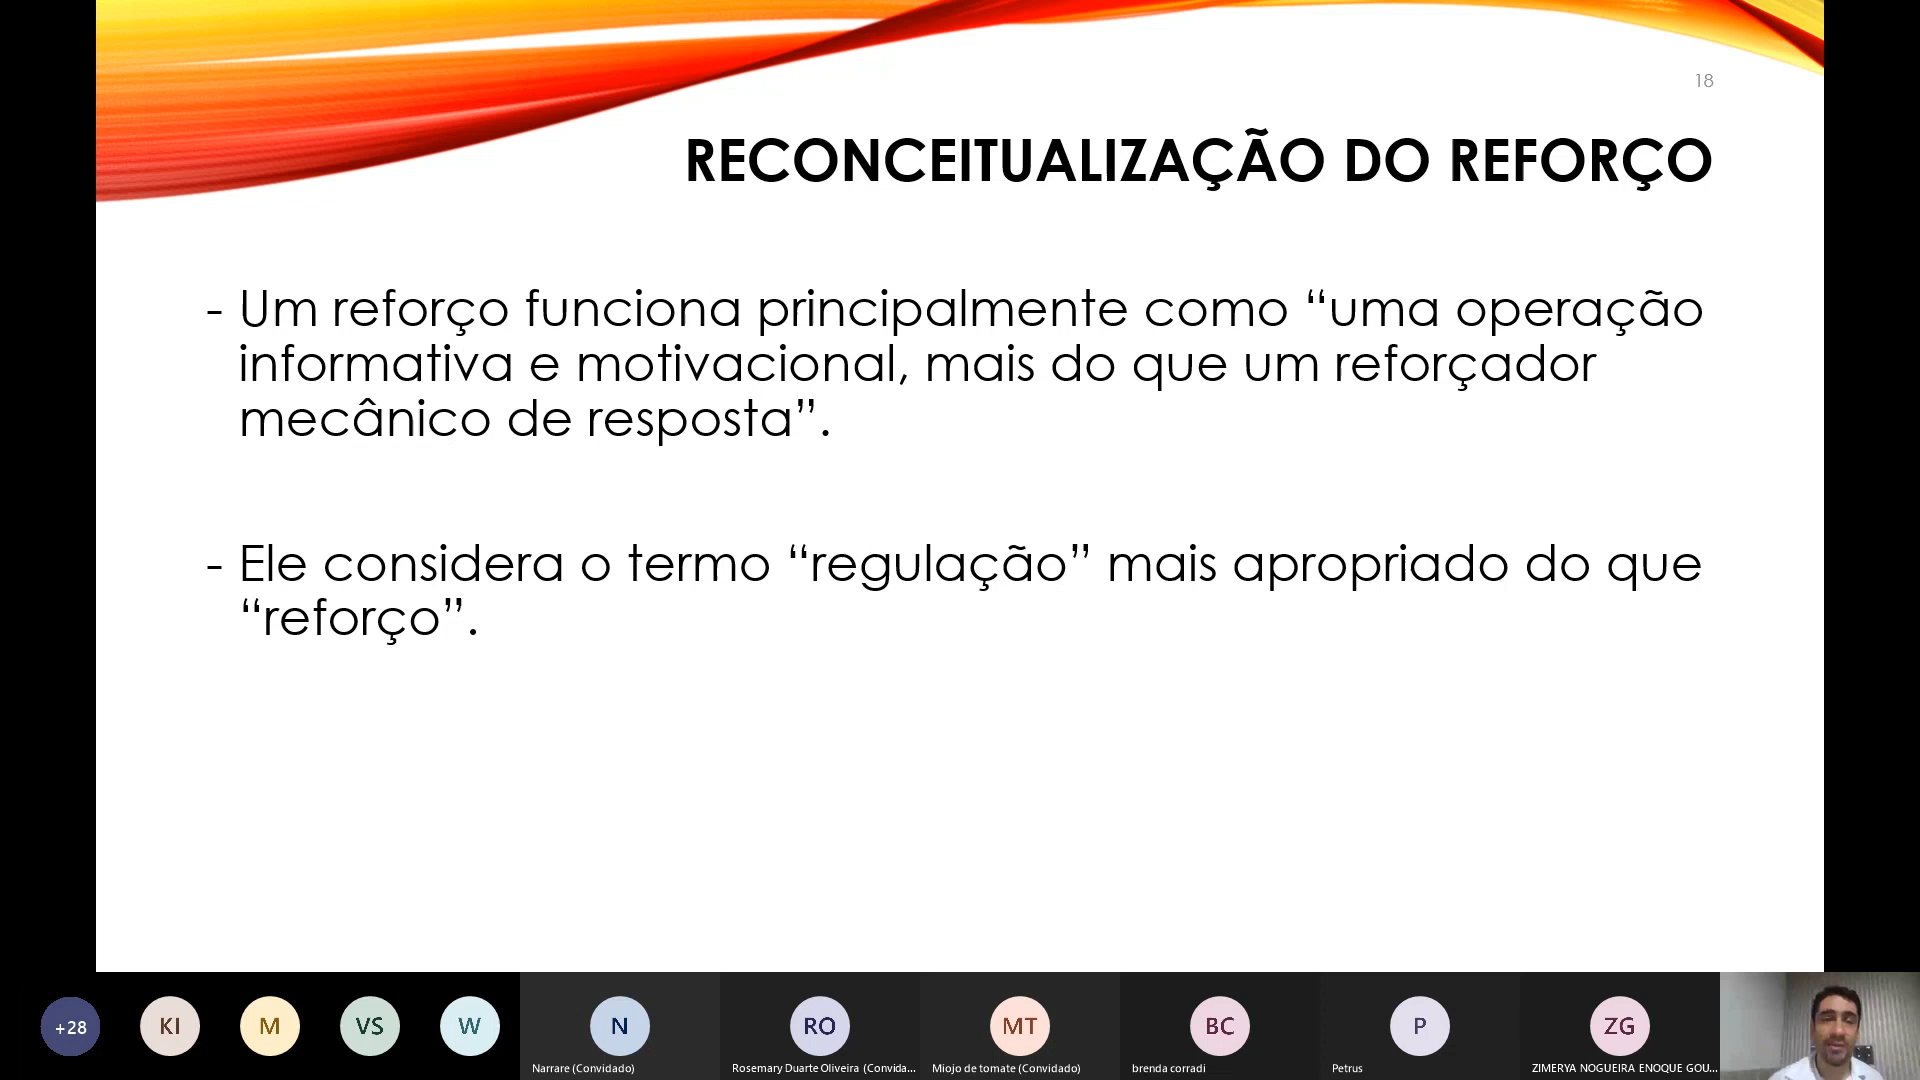 18
RECONCEITUALIZAÇÃO DO REFORÇO
- Um reforço funciona principalmente como “uma operação
informativa e motivacional, mais do que um reforçador
mecânico de resposta”.
- Ele considera o termo “regulação” mais apropriado do que
“reforço”.
+28
KI
M
VS
W
N
RO
MT
BC
P
ZG
Narrare (Convidado)
Rosemary Duarte Oliveira (Convida...
Miojo de tomate (Convidado)
brenda corradi
Petrus
ZIMERYA NOGUEIRA ENOQUE GOU...